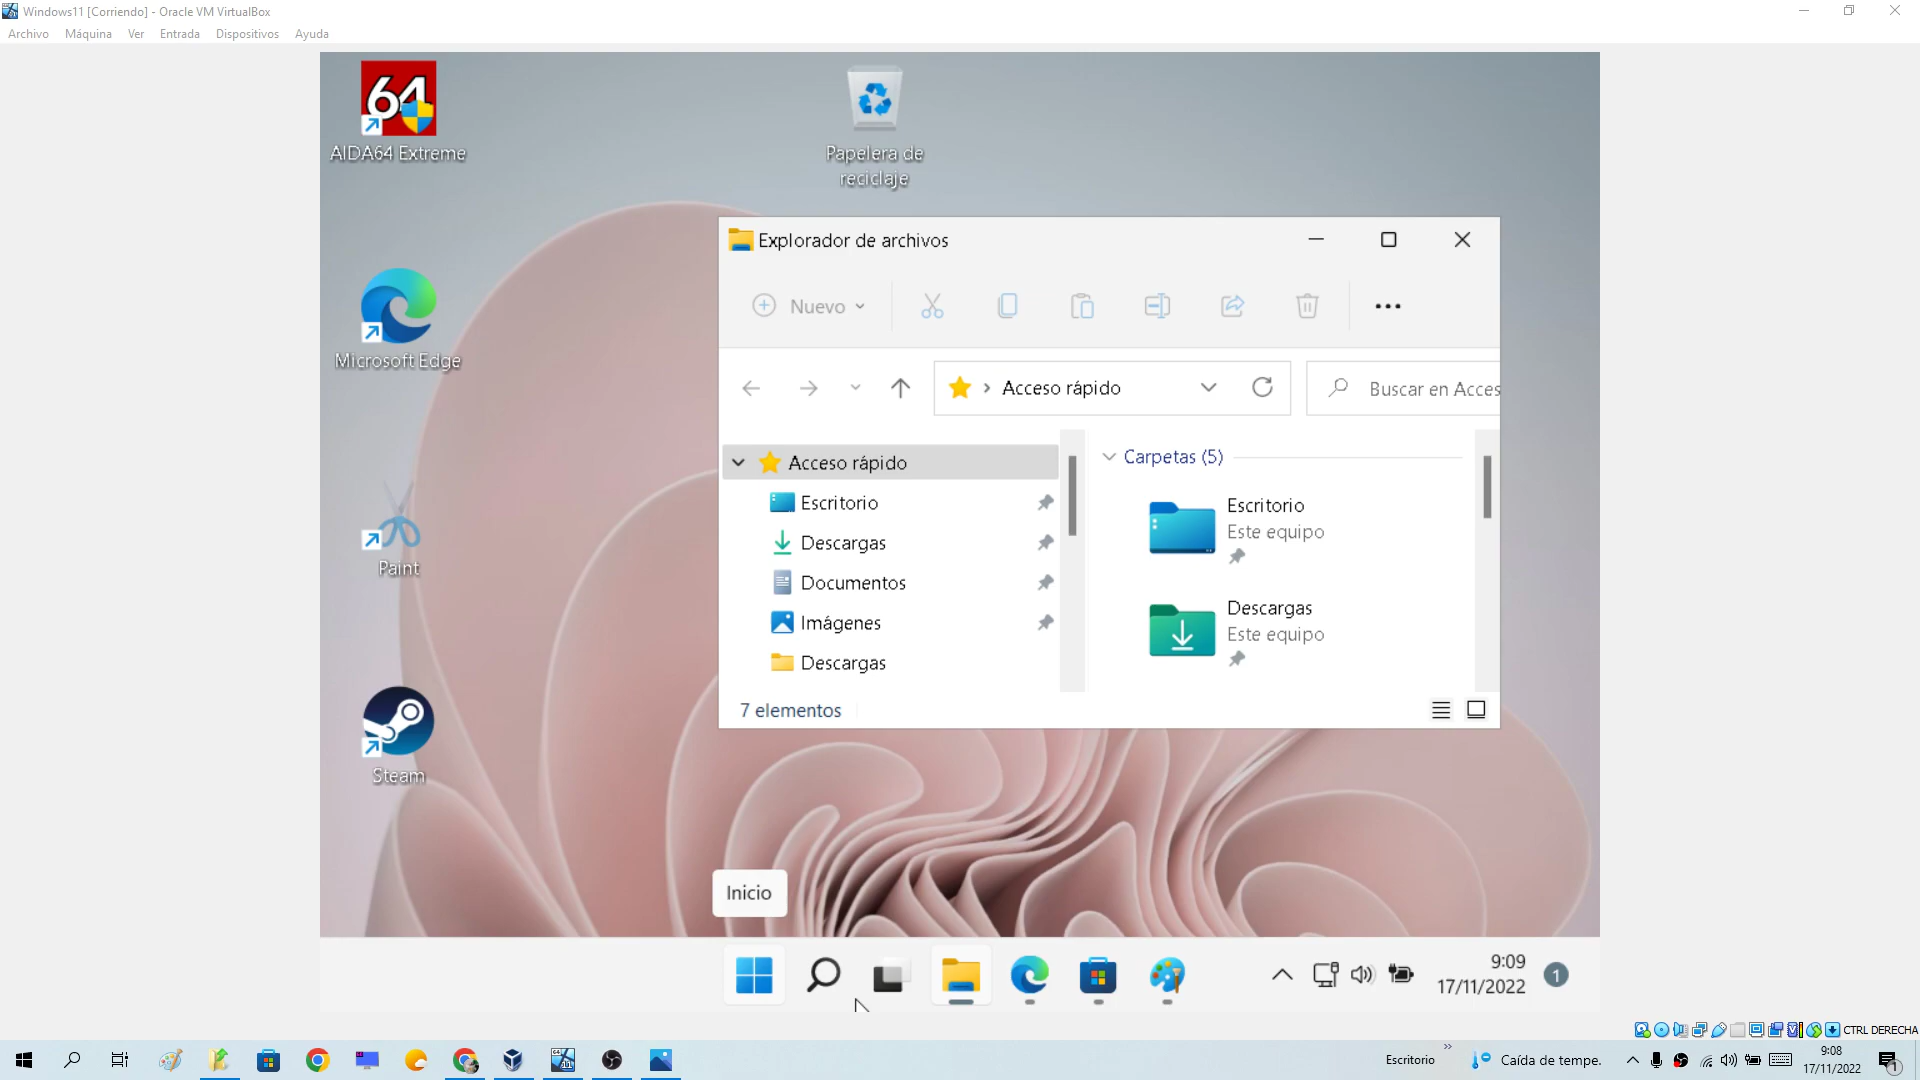 Windows11 [Corriendo] - Oracle VM VirtualBox
Archivo Máquina Ver Entrada Dispositivos Ayuda
64
AIDA64 Extreme
Papelera de
reciclaje
Microsoft Edge
Paint
Steam
Explorador de archivos
Nuevo
Acceso rápido
Buscar en Acces
Acceso rápido
Escritorio
Descargas
Documentos
Imágenes
Descargas
Carpetas (5)
Escritorio
Este equipo
Descargas
Este equipo
7 elementos
Inicio
9:09
17/11/2022
1
CTRL DERECHA
Escritorio
Caída de tempe.
9:08
17/11/2022
1